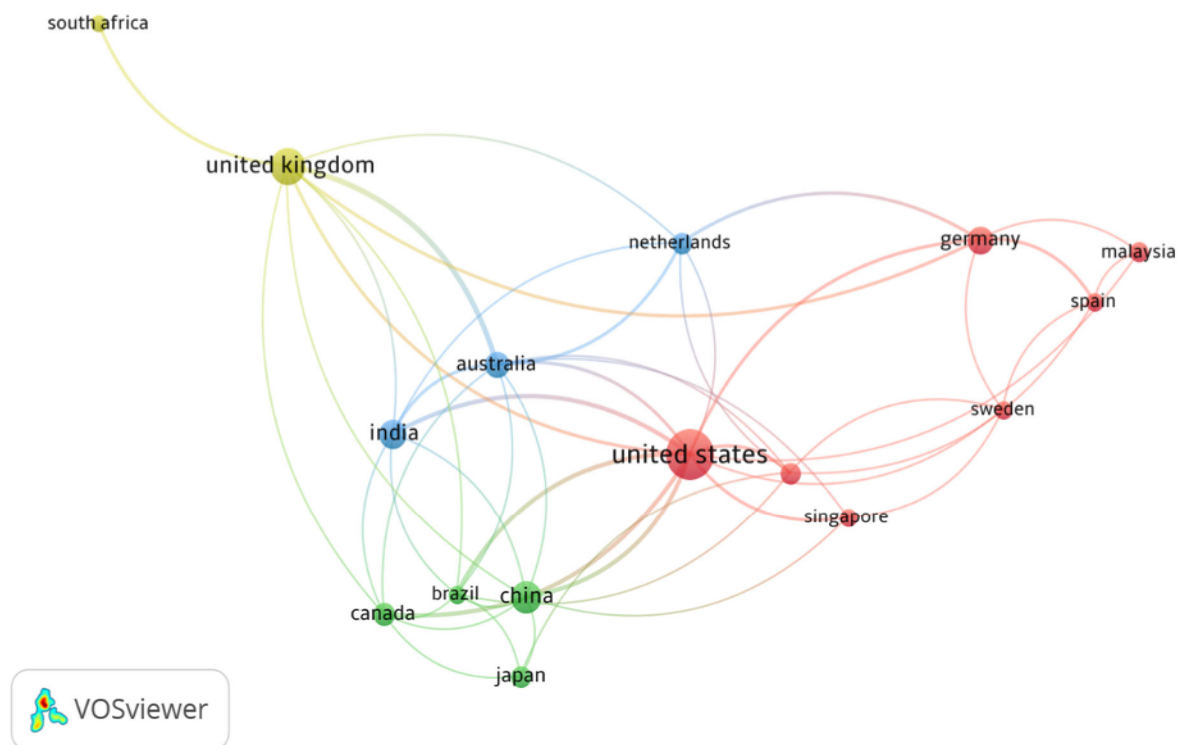 south africa
united kingdom
netherlands
germany
malaysia
spain
australia
sweden
india
united states
singapore
brazil
china
canada
japan
VOSviewer